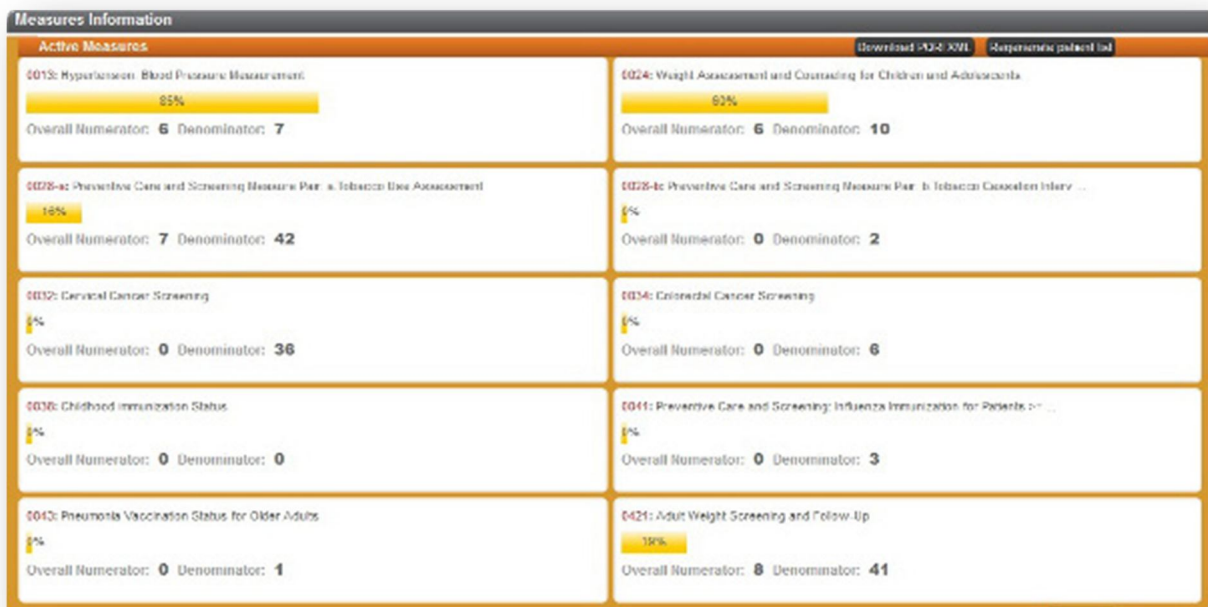 Measures Information
Active Measures
Download PQRI XML
Regenerate patient list
0013: Hypertension: Blood Pressure Measurement
85%
Overall Numerator: 6 Denominator: 7
0024: Weight Assessment and Counseling for Children and Adolescents
60%
Overall Numerator: 6 Denominator: 10
0028-a: Preventive Care and Screening Measure Pair: a.Tobacco Use Assessment
16%
Overall Numerator: 7 Denominator: 42
0028-b: Preventive Care and Screening Measure Pair: b.Tobacco Cessation Interv ...
0%
Overall Numerator: 0 Denominator: 2
0032: Cervical Cancer Screening
0%
Overall Numerator: 0 Denominator: 36
0034: Colorectal Cancer Screening
0%
Overall Numerator: 0 Denominator: 6
0038: Childhood immunization Status
0%
Overall Numerator: 0 Denominator: 0
0041: Preventive Care and Screening: Influenza Immunization for Patients >= ...
0%
Overall Numerator: 0 Denominator: 3
0043: Pneumonia Vaccination Status for Older Adults
0%
Overall Numerator: 0 Denominator: 1
0421: Adult Weight Screening and Follow-Up
19%
Overall Numerator: 8 Denominator: 41